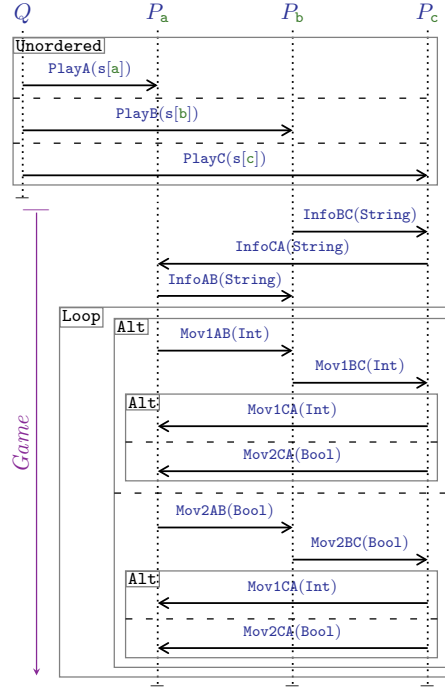 Q P_a P_b P_c
Unordered
PlayA(s[a])
PlayB(s[b])
PlayC(s[c])
InfoBC(String)
InfoCA(String)
InfoAB(String)
Loop
Alt
Mov1AB(Int)
Mov1BC(Int)
Alt
Mov1CA(Int)
Mov2CA(Bool)
Game
Mov2AB(Bool)
Mov2BC(Bool)
Alt
Mov1CA(Int)
Mov2CA(Bool)